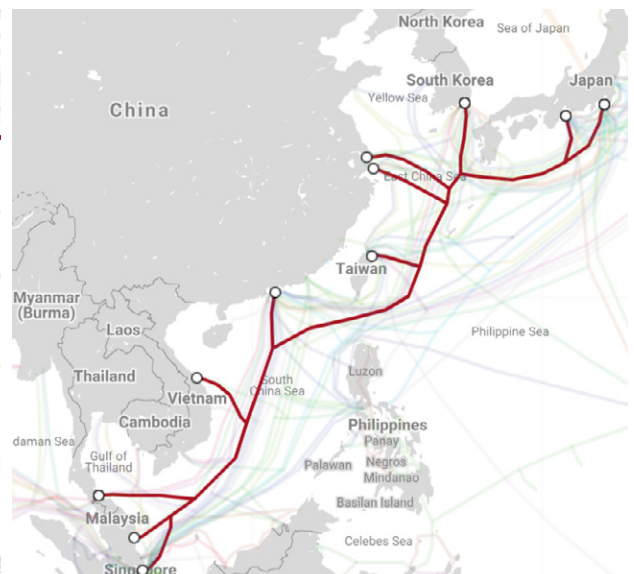 North Korea
Sea of Japan
South Korea
Japan
Yellow Sea
China
East China Sea
Taiwan
Myanmar
(Burma)
Laos
Philippine Sea
Thailand
Luzon
Vietnam
South
China Sea
Cambodia
Philippines
Panay
daman Sea
Gulf of
Thailand
Palawan
Negros
Mindanao
Basilan Island
Malaysia
Celebes Sea
Singapore